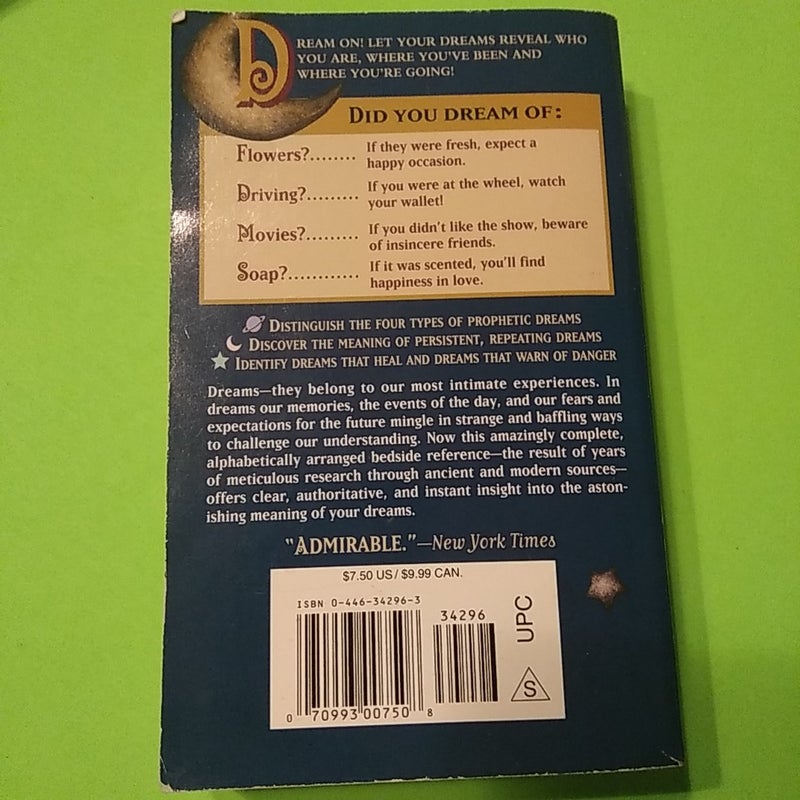 DREAM ON! LET YOUR DREAMS REVEAL WHO
YOU ARE, WHERE YOU'VE BEEN AND
WHERE YOU'RE GOING!
DID YOU DREAM OF:
Flowers?........ If they were fresh, expect a
happy occasion.
Driving?......... If you were at the wheel, watch
your wallet!
Movies?......... If you didn't like the show, beware
of insincere friends.
Soap?............ If it was scented, you'll find
happiness in love.
DISTINGUISH THE FOUR TYPES OF PROPHETIC DREAMS
DISCOVER THE MEANING OF PERSISTENT, REPEATING DREAMS
IDENTIFY DREAMS THAT HEAL AND DREAMS THAT WARN OF DANGER
Dreams—they belong to our most intimate experiences. In
dreams our memories, the events of the day, and our fears and
expectations for the future mingle in strange and baffling ways
to challenge our understanding. Now this amazingly complete,
alphabetically arranged bedside reference—the result of years
of meticulous research through ancient and modern sources—
offers clear, authoritative, and instant insight into the aston-
ishing meaning of your dreams.
"ADMIRABLE."—New York Times
$7.50 US / $9.99 CAN.
ISBN 0-446-34296-3
34296
UPC
S
0 70993 00750 8